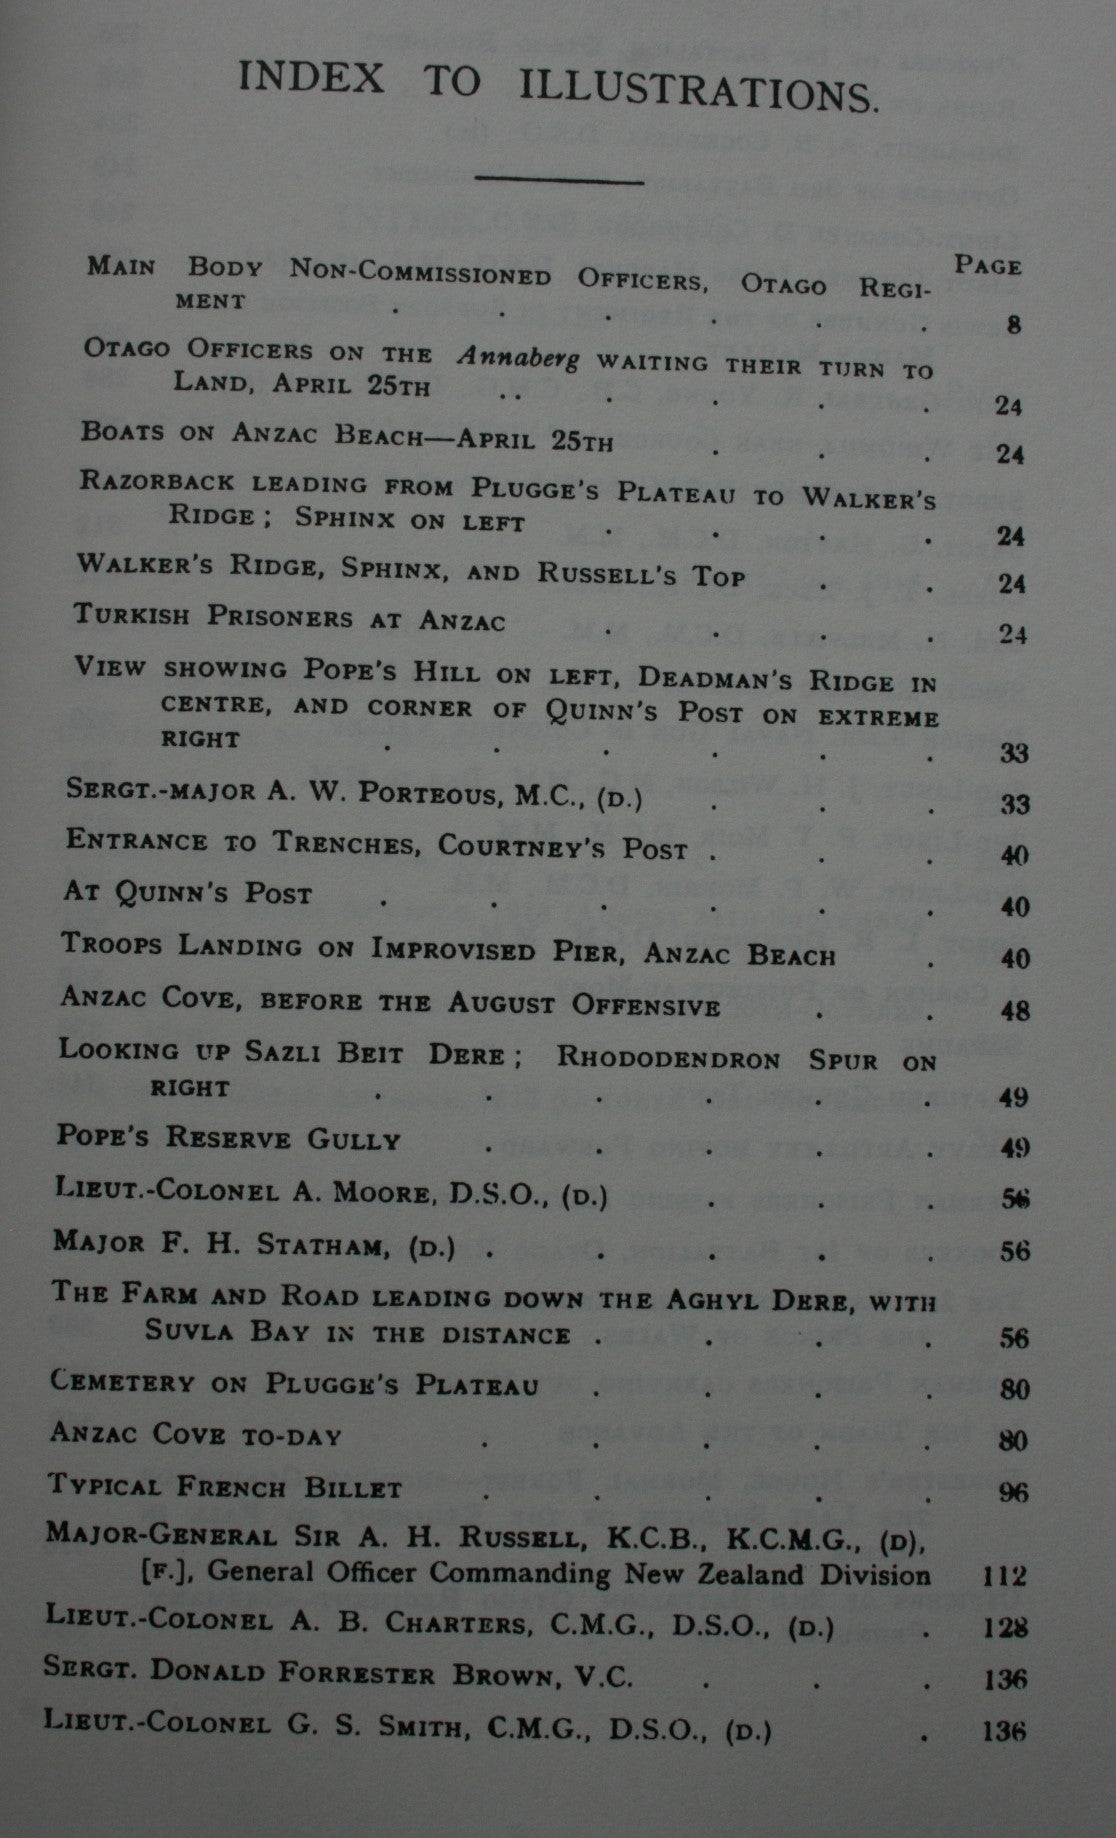 INDEX TO ILLUSTRATIONS.
PAGE
MAIN BODY NON-COMMISSIONED OFFICERS, OTAGO REGI-
MENT . . . . . . 8
OTAGO OFFICERS ON THE Annaberg WAITING THEIR TURN TO
LAND, APRIL 25TH . . . . . . 24
BOATS ON ANZAC BEACH—APRIL 25TH . . . 24
RAZORBACK LEADING FROM PLUGGE'S PLATEAU TO WALKER'S
RIDGE; SPHINX ON LEFT . . . . 24
WALKER'S RIDGE, SPHINX, AND RUSSELL'S TOP . . 24
TURKISH PRISONERS AT ANZAC . . . . 24
VIEW SHOWING POPE'S HILL ON LEFT, DEADMAN'S RIDGE IN
CENTRE, AND CORNER OF QUINN'S POST ON EXTREME
RIGHT . . . . . . 33
SERGT.-MAJOR A. W. PORTEOUS, M.C., (D.) . . . 33
ENTRANCE TO TRENCHES, COURTNEY'S POST . . . 40
AT QUINN'S POST . . . . . . 40
TROOPS LANDING ON IMPROVISED PIER, ANZAC BEACH . 40
ANZAC COVE, BEFORE THE AUGUST OFFENSIVE . . 48
LOOKING UP SAZLI BEIT DERE; RHODODENDRON SPUR ON
RIGHT . . . . . . 49
POPE'S RESERVE GULLY . . . . . 49
LIEUT.-COLONEL A. MOORE, D.S.O., (D.) . . . 56
MAJOR F. H. STATHAM, (D.) . . . . . 56
THE FARM AND ROAD LEADING DOWN THE AGHYL DERE, WITH
SUVLA BAY IN THE DISTANCE . . . . 56
CEMETERY ON PLUGGE'S PLATEAU . . . . 80
ANZAC COVE TO-DAY . . . . . 80
TYPICAL FRENCH BILLET . . . . . 96
MAJOR-GENERAL SIR A. H. RUSSELL, K.C.B., K.C.M.G., (D),
[F.], General Officer Commanding New Zealand Division 112
LIEUT.-COLONEL A. B. CHARTERS, C.M.G., D.S.O., (D.) . 128
SERGT. DONALD FORRESTER BROWN, V.C. . . . 136
LIEUT.-COLONEL G. S. SMITH, C.M.G., D.S.O., (D.) . 136